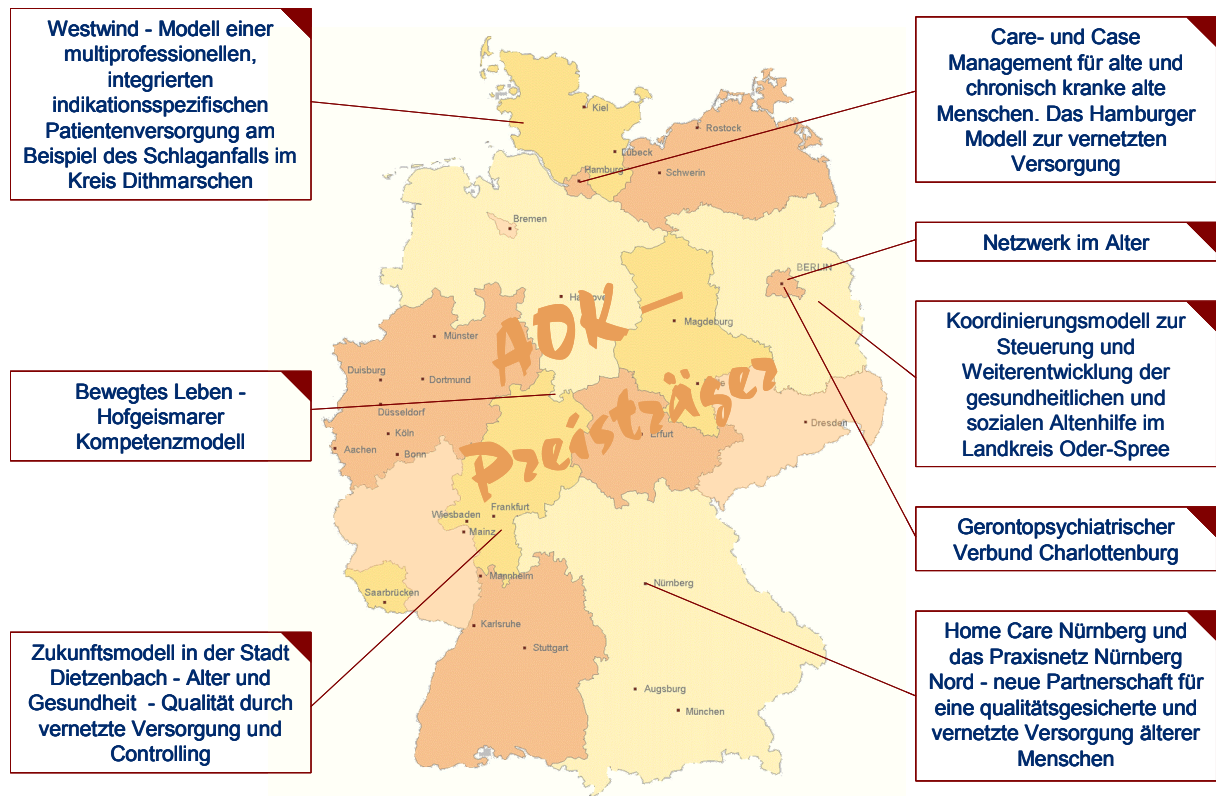 Westwind - Modell einer
multiprofessionellen,
integrierten
indikationsspezifischen
Patientenversorgung am
Beispiel des Schlaganfalls im
Kreis Dithmarschen
Bewegtes Leben -
Hofgeismarer
Kompetenzmodell
Zukunftsmodell in der Stadt
Dietzenbach - Alter und
Gesundheit - Qualität durch
vernetzte Versorgung und
Controlling
Kiel
Rostock
Lübeck
Hamburg
Schwerin
Bremen
BERLIN
Magdeburg
AOK –
Preisträger
Münster
Duisburg
Dortmund
Düsseldorf
Köln
Aachen
Bonn
Erfurt
Dresden
Frankfurt
Wiesbaden
Mainz
Mannheim
Saarbrücken
Nürnberg
Karlsruhe
Stuttgart
Augsburg
München
Care- und Case
Management für alte und
chronisch kranke alte
Menschen. Das Hamburger
Modell zur vernetzten
Versorgung
Netzwerk im Alter
Koordinierungsmodell zur
Steuerung und
Weiterentwicklung der
gesundheitlichen und
sozialen Altenhilfe im
Landkreis Oder-Spree
Gerontopsychiatrischer
Verbund Charlottenburg
Home Care Nürnberg und
das Praxisnetz Nürnberg
Nord - neue Partnerschaft für
eine qualitätsgesicherte und
vernetzte Versorgung älterer
Menschen